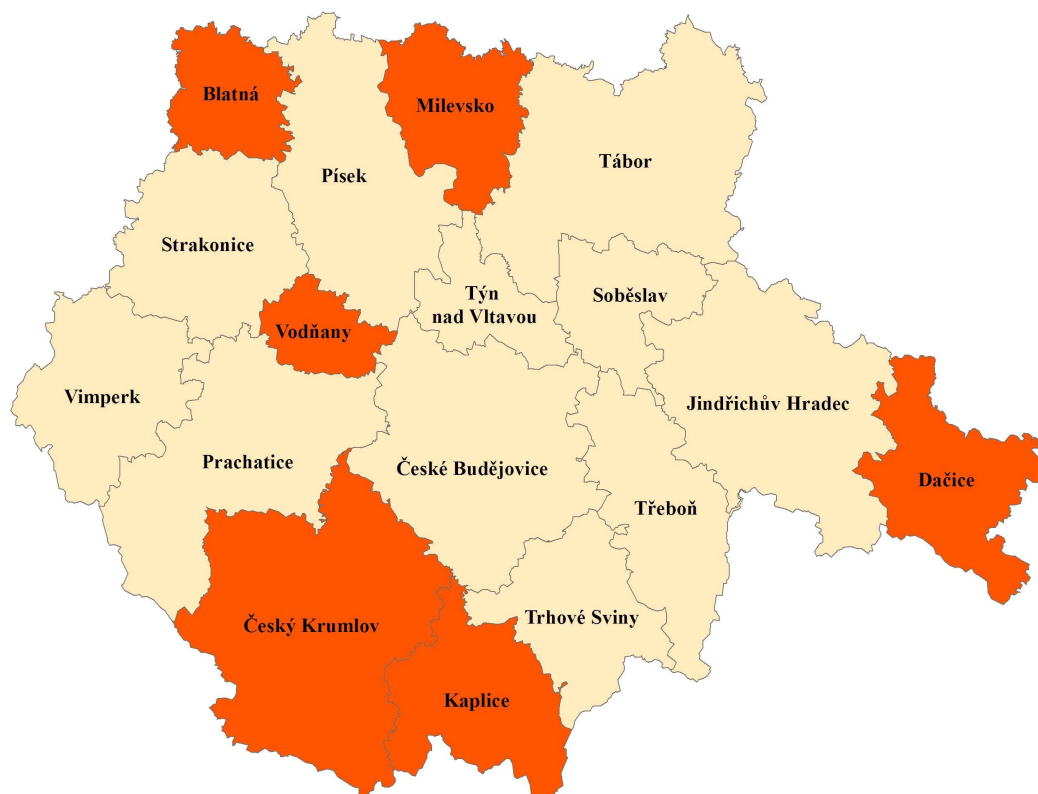 Blatná
Milevsko
Tábor
Písek
Strakonice
Týn
nad Vltavou
Soběslav
Vodňany
Vimperk
Jindřichův Hradec
Prachatice
České Budějovice
Dačice
Třeboň
Trhové Sviny
Český Krumlov
Kaplice